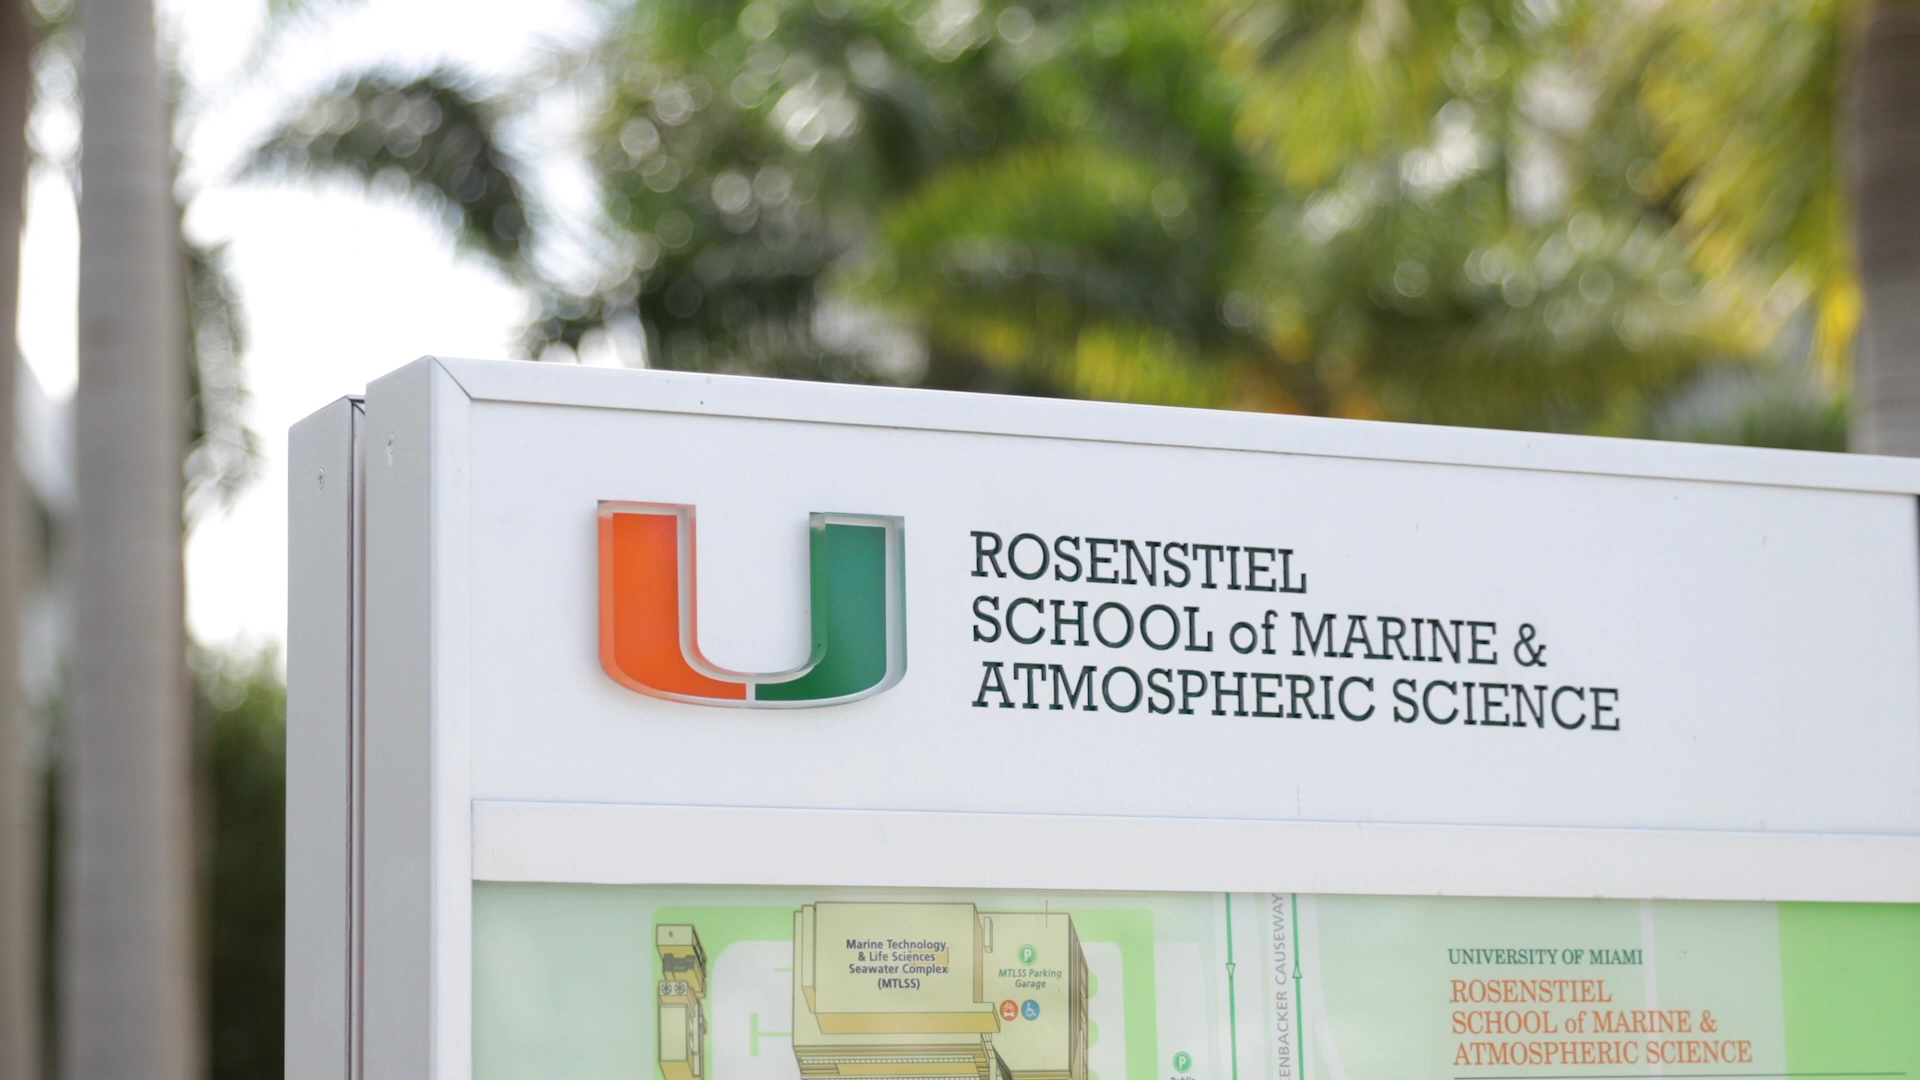 U
ROSENSTIEL
SCHOOL of MARINE &
ATMOSPHERIC SCIENCE
Marine Technology
& Life Sciences
Seawater Complex
(MTLSS)
P
MTLSS Parking
Garage
ENBACKER CAUSEWAY
P
UNIVERSITY OF MIAMI
ROSENSTIEL
SCHOOL of MARINE &
ATMOSPHERIC SCIENCE